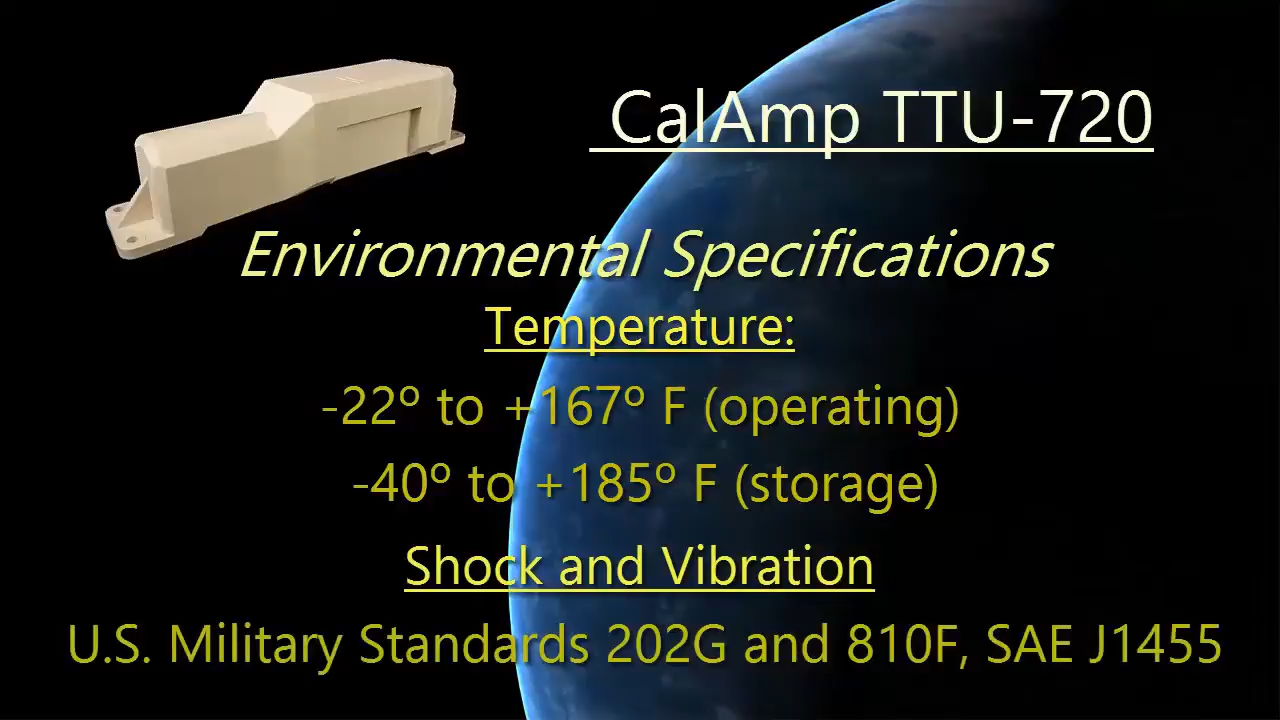 CalAmp TTU-720
Environmental Specifications
Temperature:
-22º to +167º F (operating)
-40º to +185º F (storage)
Shock and Vibration
U.S. Military Standards 202G and 810F, SAE J1455